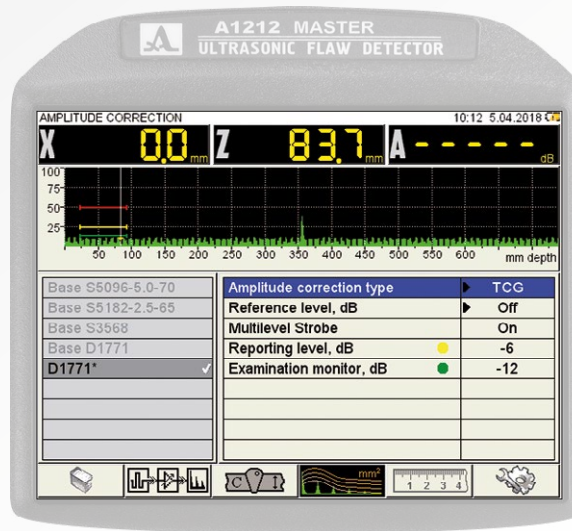 A1212 MASTER
ULTRASONIC FLAW DETECTOR
AMPLITUDE CORRECTION 10:12 5.04.2018
X 0.0 mm Z 83.7 mm A - - - - - dB
100
75
50
25
50 100 150 200 250 300 350 400 450 500 550 600 mm depth
Base S5096-5.0-70
Base S5182-2.5-65
Base S3568
Base D1771
D1771*
Amplitude correction type TCG
Reference level, dB Off
Multilevel Strobe On
Reporting level, dB -6
Examination monitor, dB -12
C I
mm²
1 2 3 4